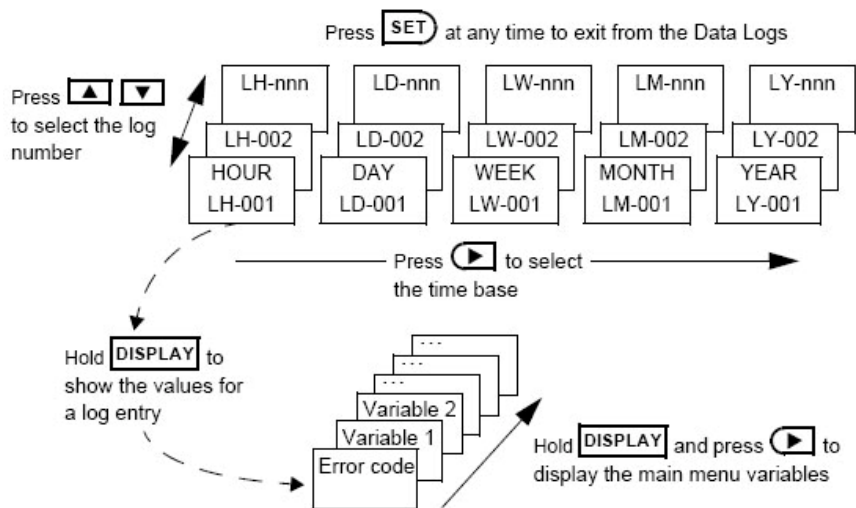 Press SET at any time to exit from the Data Logs
Press ▲ ▼
to select the log
number
LH-nnn LD-nnn LW-nnn LM-nnn LY-nnn
LH-002 LD-002 LW-002 LM-002 LY-002
HOUR DAY WEEK MONTH YEAR
LH-001 LD-001 LW-001 LM-001 LY-001
Press ▶ to select
the time base
Hold DISPLAY to
show the values for
a log entry
...
...
...
Variable 2
Variable 1
Error code
Hold DISPLAY and press ▶ to
display the main menu variables